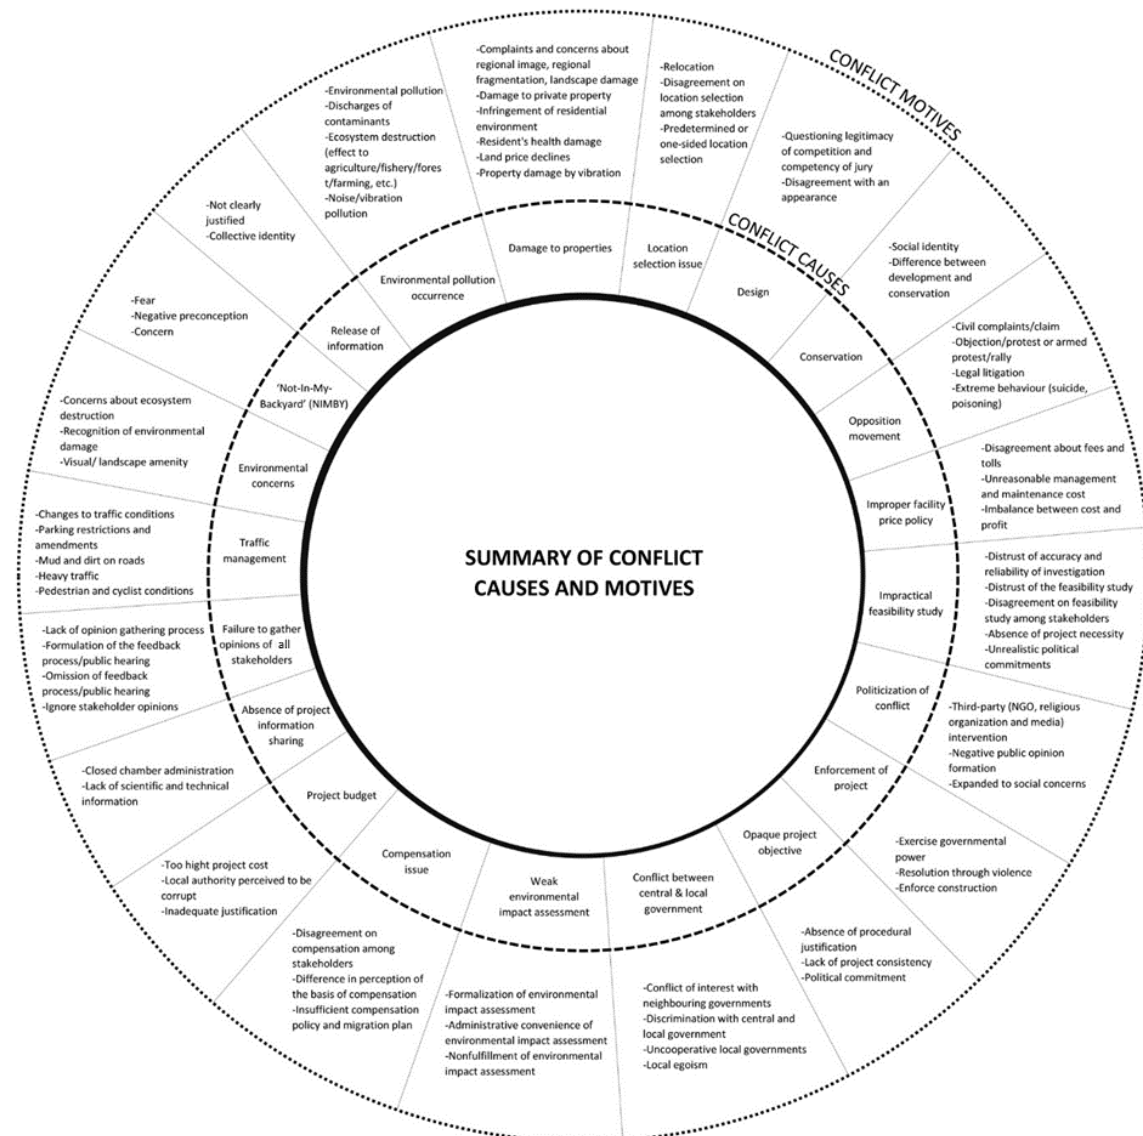 CONFLICT MOTIVES
CONFLICT CAUSES
SUMMARY OF CONFLICT
CAUSES AND MOTIVES
Damage to properties
-Complaints and concerns about
regional image, regional
fragmentation, landscape damage
-Damage to private property
-Infringement of residential
environment
-Resident's health damage
-Land price declines
-Property damage by vibration
Location
selection issue
-Relocation
-Disagreement on
location selection
among stakeholders
-Predetermined or
one-sided location
selection
Design
-Questioning legitimacy
of competition and
competency of jury
-Disagreement with an
appearance
Conservation
-Social identity
-Difference between
development and
conservation
Opposition
movement
-Civil complaints/claim
-Objection/protest or armed
protest/rally
-Legal litigation
-Extreme behaviour (suicide,
poisoning)
Improper facility
price policy
-Disagreement about fees and
tolls
-Unreasonable management
and maintenance cost
-Imbalance between cost and
profit
Impractical
feasibility study
-Distrust of accuracy and
reliability of investigation
-Distrust of the feasibility study
-Disagreement on feasibility
study among stakeholders
-Absence of project necessity
-Unrealistic political
commitments
Politicization of
conflict
-Third-party (NGO, religious
organization and media)
intervention
-Negative public opinion
formation
-Expanded to social concerns
Enforcement of
project
-Exercise governmental
power
-Resolution through violence
-Enforce construction
Opaque project
objective
-Absence of procedural
justification
-Lack of project consistency
-Political commitment
Conflict between
central & local
government
-Conflict of interest with
neighbouring governments
-Discrimination with central and
local government
-Uncooperative local governments
-Local egoism
Weak
environmental
impact assessment
-Formalization of environmental
impact assessment
-Administrative convenience of
environmental impact assessment
-Nonfulfillment of environmental
impact assessment
Compensation
issue
-Disagreement on
compensation among
stakeholders
-Difference in perception of
the basis of compensation
-Insufficient compensation
policy and migration plan
Project budget
-Too hight project cost
-Local authority perceived to be
corrupt
-Inadequate justification
Absence of project
information
sharing
-Closed chamber administration
-Lack of scientific and technical
information
Failure to gather
opinions of all
stakeholders
-Lack of opinion gathering process
-Formulation of the feedback
process/public hearing
-Omission of feedback
process/public hearing
-Ignore stakeholder opinions
Traffic
management
-Changes to traffic conditions
-Parking restrictions and
amendments
-Mud and dirt on roads
-Heavy traffic
-Pedestrian and cyclist conditions
Environmental
concerns
-Concerns about ecosystem
destruction
-Recognition of environmental
damage
-Visual/ landscape amenity
'Not-In-My-
Backyard' (NIMBY)
-Fear
-Negative preconception
-Concern
Release of
information
-Not clearly
justified
-Collective identity
Environmental pollution
occurrence
-Environmental pollution
-Discharges of
contaminants
-Ecosystem destruction
(effect to
agriculture/fishery/fores
t/farming, etc.)
-Noise/vibration
pollution